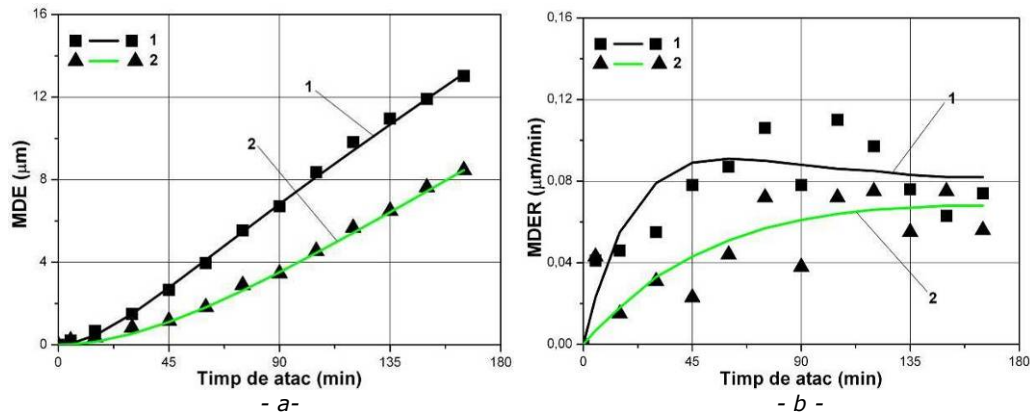 16
12
8
4
0
MDE (μm)
1
2
1
2
0 45 90 135 180
Timp de atac (min)
- a-
0,16
0,12
0,08
0,04
0,00
MDER (μm/min)
1
2
1
2
0 45 90 135 180
Timp de atac (min)
- b -